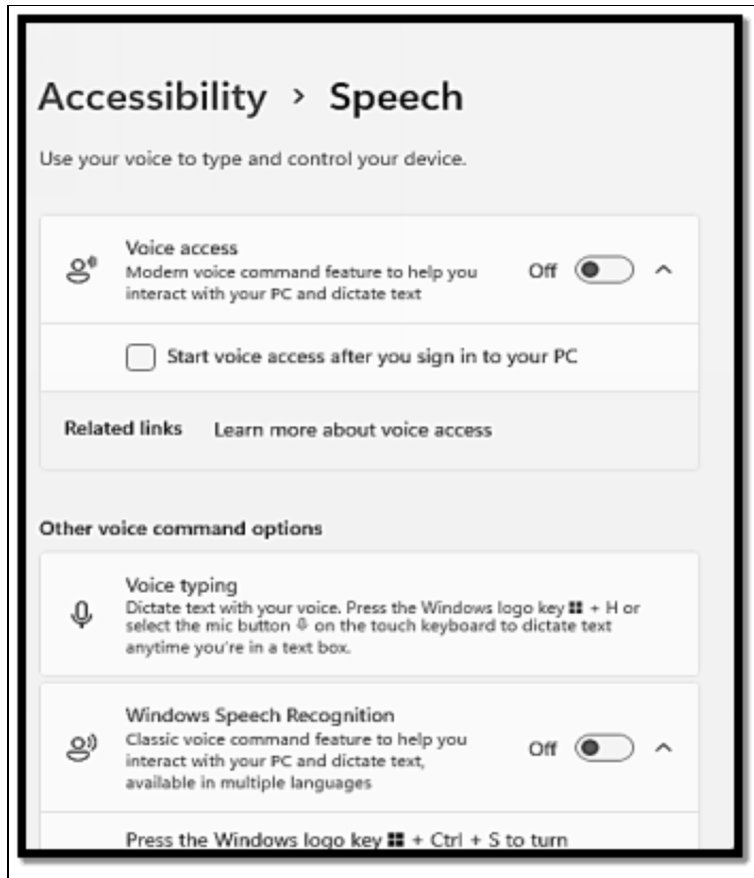 Accessibility > Speech
Use your voice to type and control your device.
Voice access
Modern voice command feature to help you
interact with your PC and dictate text
Off
Start voice access after you sign in to your PC
Related links Learn more about voice access
Other voice command options
Voice typing
Dictate text with your voice. Press the Windows logo key + H or
select the mic button on the touch keyboard to dictate text
anytime you're in a text box.
Windows Speech Recognition
Classic voice command feature to help you
interact with your PC and dictate text,
available in multiple languages
Off
Press the Windows logo key + Ctrl + S to turn